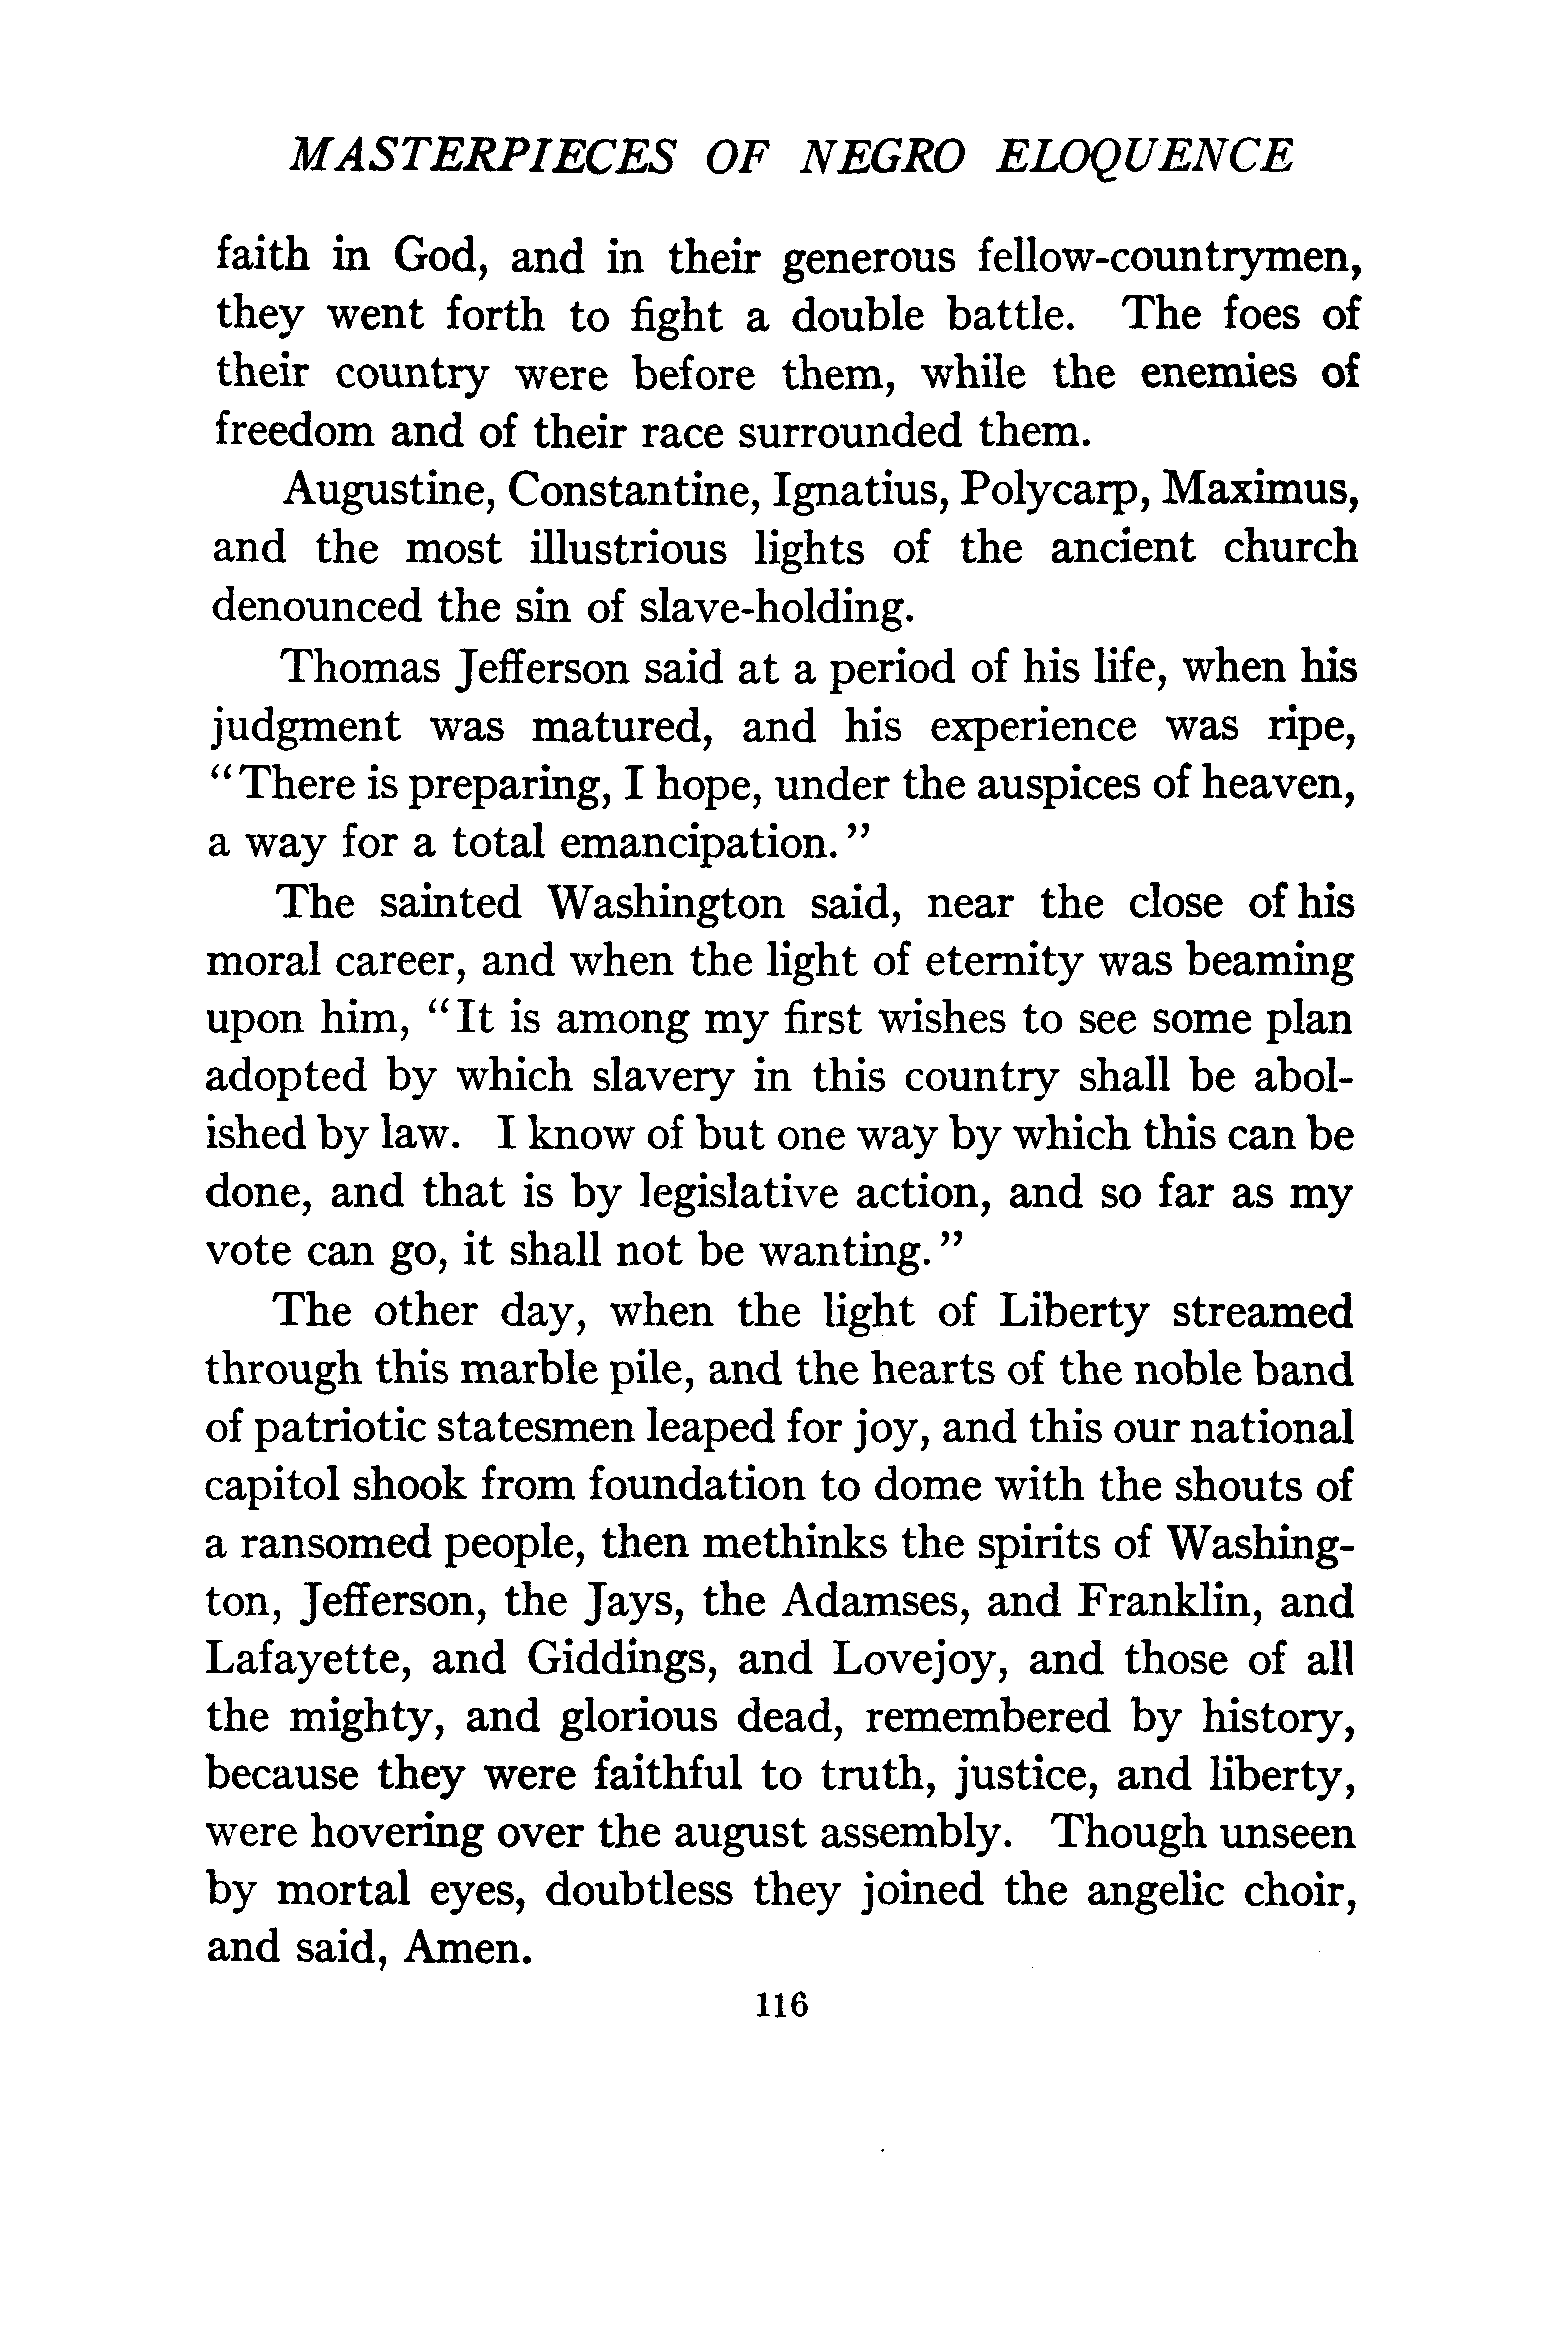 MASTERPIECES OF NEGRO ELOQUENCE
faith in God, and in their generous fellow-countrymen,
they went forth to fight a double battle. The foes of
their country were before them, while the enemies of
freedom and of their race surrounded them.
Augustine, Constantine, Ignatius, Polycarp, Maximus,
and the most illustrious lights of the ancient church
denounced the sin of slave-holding.
Thomas Jefferson said at a period of his life, when his
judgment was matured, and his experience was ripe,
"There is preparing, I hope, under the auspices of heaven,
a way for a total emancipation."
The sainted Washington said, near the close of his
moral career, and when the light of eternity was beaming
upon him, "It is among my first wishes to see some plan
adopted by which slavery in this country shall be abol-
ished by law. I know of but one way by which this can be
done, and that is by legislative action, and so far as my
vote can go, it shall not be wanting."
The other day, when the light of Liberty streamed
through this marble pile, and the hearts of the noble band
of patriotic statesmen leaped for joy, and this our national
capitol shook from foundation to dome with the shouts of
a ransomed people, then methinks the spirits of Washing-
ton, Jefferson, the Jays, the Adamses, and Franklin, and
Lafayette, and Giddings, and Lovejoy, and those of all
the mighty, and glorious dead, remembered by history,
because they were faithful to truth, justice, and liberty,
were hovering over the august assembly. Though unseen
by mortal eyes, doubtless they joined the angelic choir,
and said, Amen.
116